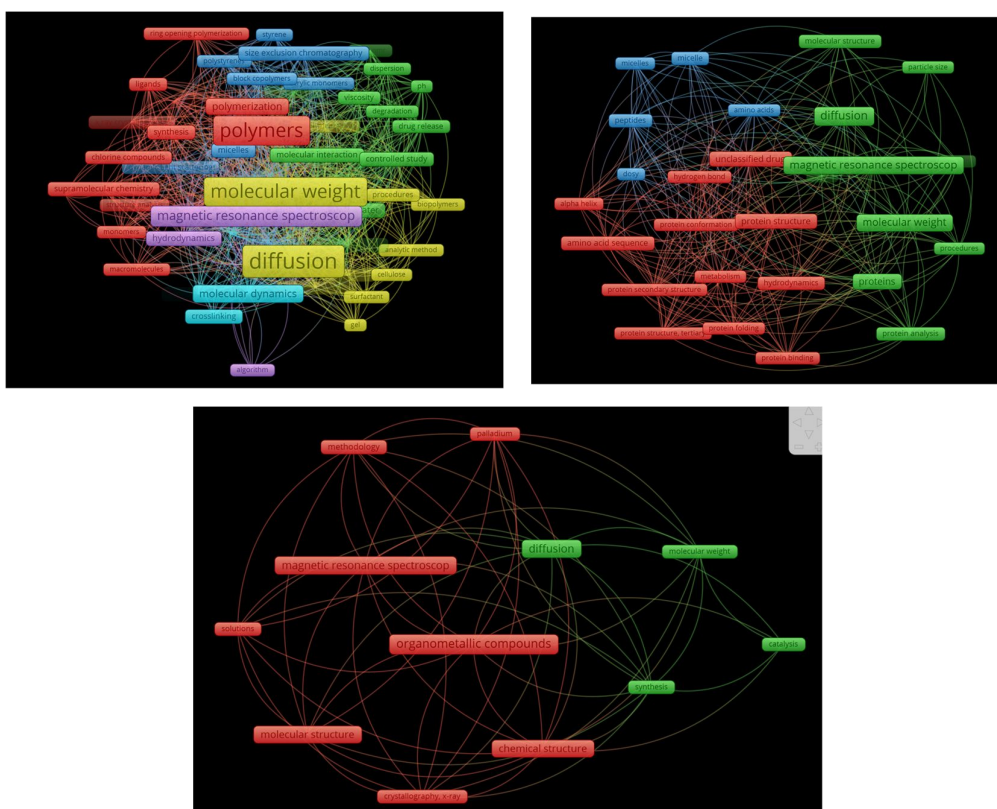 ring opening polymerization
styrene
size exclusion chromatography
polystyrenes
dispersion
ligands
block copolymers
acrylic monomers
ph
viscosity
polymerization
degradation
polymers
drug release
synthesis
micelles
molecular interaction
controlled study
chlorine compounds
supramolecular chemistry
molecular weight
procedures
biopolymers
magnetic resonance spectroscop
monomers
hydrodynamics
analytic method
diffusion
macromolecules
cellulose
molecular dynamics
surfactant
crosslinking
gel
algorithm
molecular structure
micelles
micelle
particle size
amino acids
diffusion
peptides
unclassified drug
magnetic resonance spectroscop
dosy
hydrogen bond
alpha helix
protein conformation
protein structure
molecular weight
amino acid sequence
procedures
metabolism
hydrodynamics
proteins
protein secondary structure
protein structure, tertiary
protein folding
protein analysis
protein binding
palladium
methodology
diffusion
molecular weight
magnetic resonance spectroscop
solutions
organometallic compounds
catalysis
synthesis
molecular structure
chemical structure
crystallography, x-ray